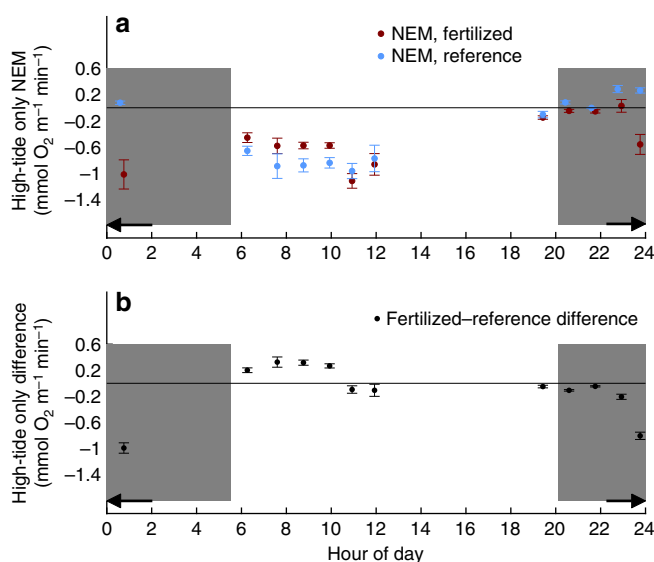 a
NEM, fertilized
NEM, reference
High-tide only NEM
(mmol O₂ m⁻¹ min⁻¹)
0.6
0.2
−0.2
−0.6
−1
−1.4
0 2 4 6 8 10 12 14 16 18 20 22 24
b
Fertilized–reference difference
High-tide only difference
(mmol O₂ m⁻¹ min⁻¹)
0.6
0.2
−0.2
−0.6
−1
−1.4
0 2 4 6 8 10 12 14 16 18 20 22 24
Hour of day